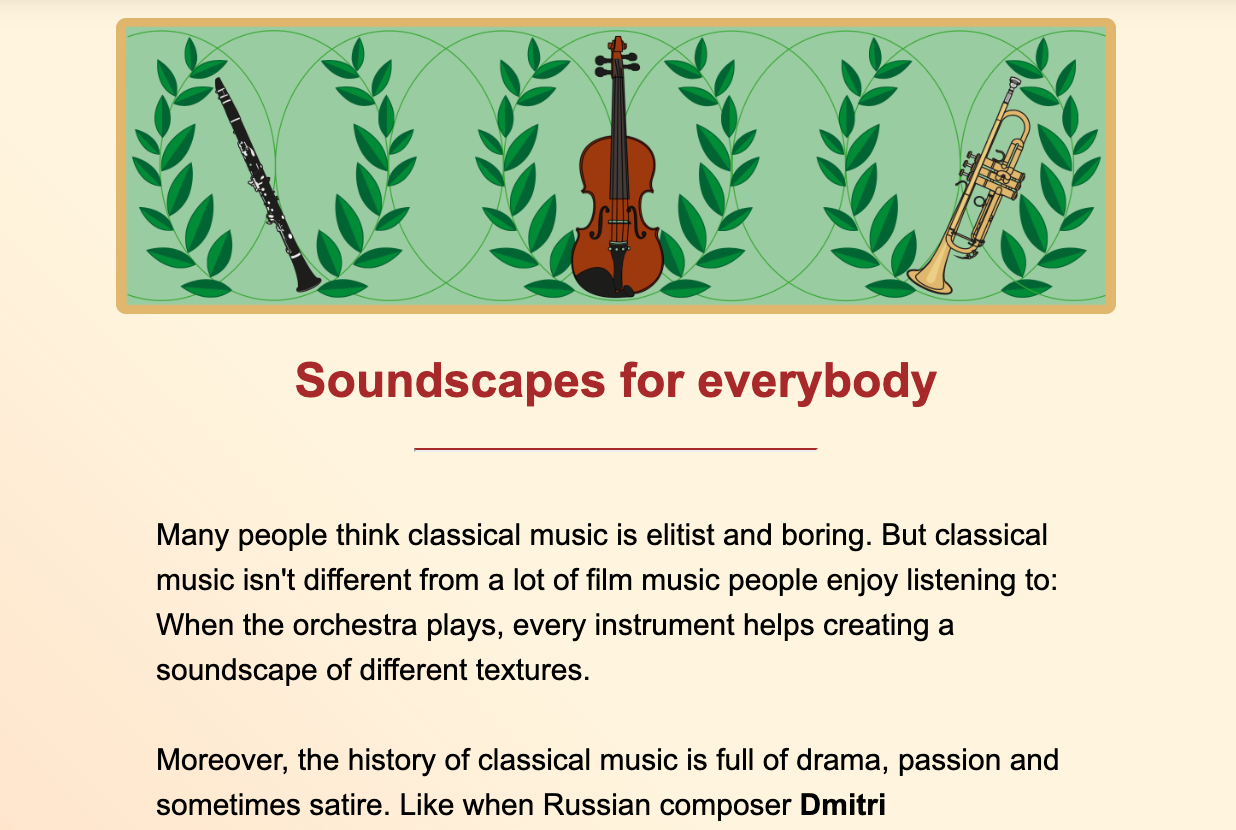 Soundscapes for everybody
Many people think classical music is elitist and boring. But classical
music isn't different from a lot of film music people enjoy listening to:
When the orchestra plays, every instrument helps creating a
soundscape of different textures.
Moreover, the history of classical music is full of drama, passion and
sometimes satire. Like when Russian composer Dmitri